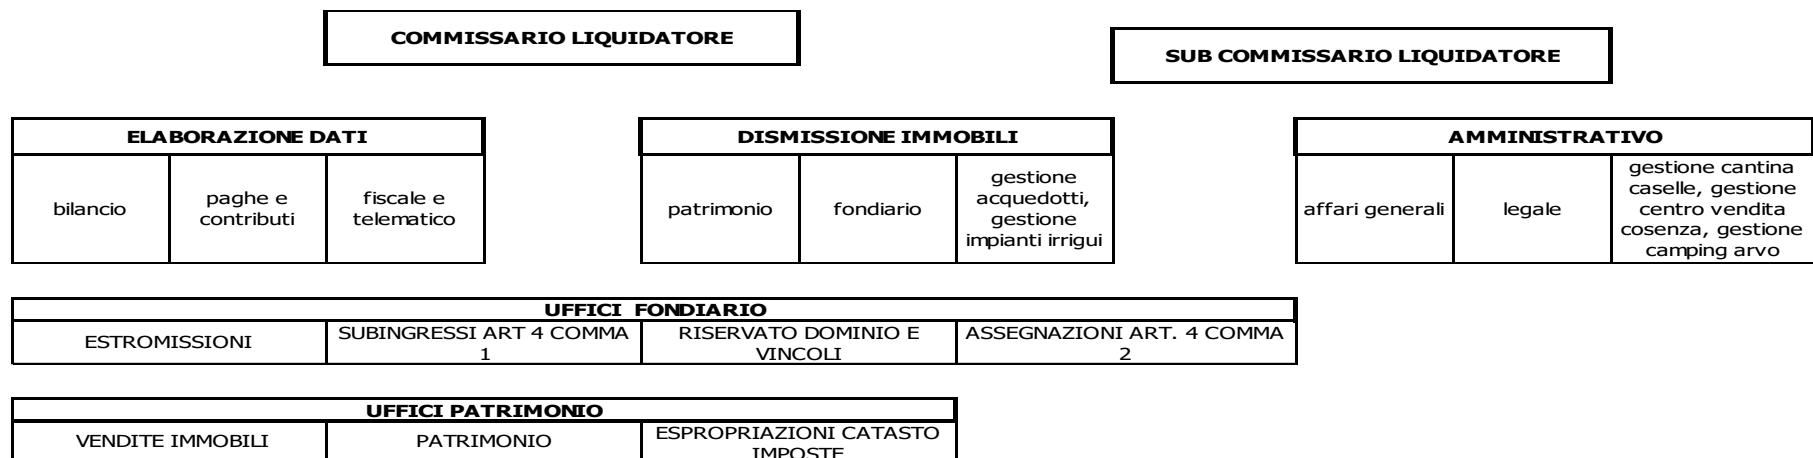 COMMISSARIO LIQUIDATORE
SUB COMMISSARIO LIQUIDATORE
ELABORAZIONE DATI
bilancio
paghe e
contributi
fiscale e
telematico
DISMISSIONE IMMOBILI
patrimonio
fondiario
gestione
acquedotti,
gestione
impianti irrigui
AMMINISTRATIVO
affari generali
legale
gestione cantina
caselle, gestione
centro vendita
cosenza, gestione
camping arvo
UFFICI FONDIARIO
ESTROMISSIONI
SUBINGRESSI ART 4 COMMA
1
RISERVATO DOMINIO E
VINCOLI
ASSEGNAZIONI ART. 4 COMMA
2
UFFICI PATRIMONIO
VENDITE IMMOBILI
PATRIMONIO
ESPROPRIAZIONI CATASTO
IMPOSTE